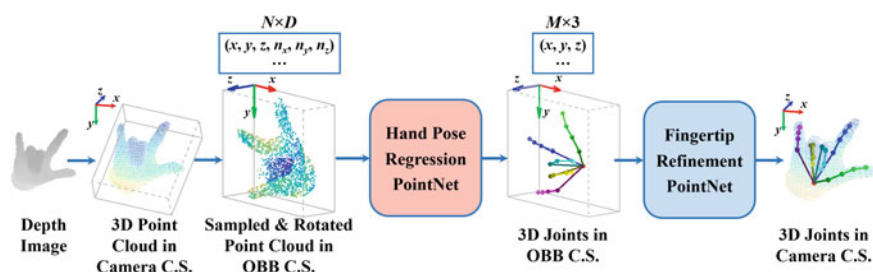 N×D
(x, y, z, nx, ny, nz)
...
M×3
(x, y, z)
...
x
y
z
z
x
y
z
x
y
z
x
y
Hand Pose
Regression
PointNet
Fingertip
Refinement
PointNet
Depth
Image
3D Point
Cloud in
Camera C.S.
Sampled & Rotated
Point Cloud in
OBB C.S.
3D Joints in
OBB C.S.
3D Joints in
Camera C.S.